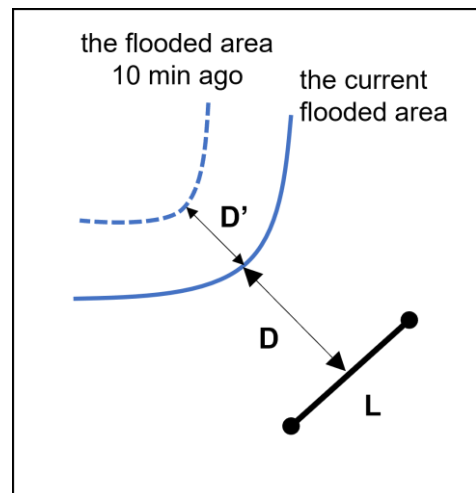 the flooded area
10 min ago
the current
flooded area
D'
D
L